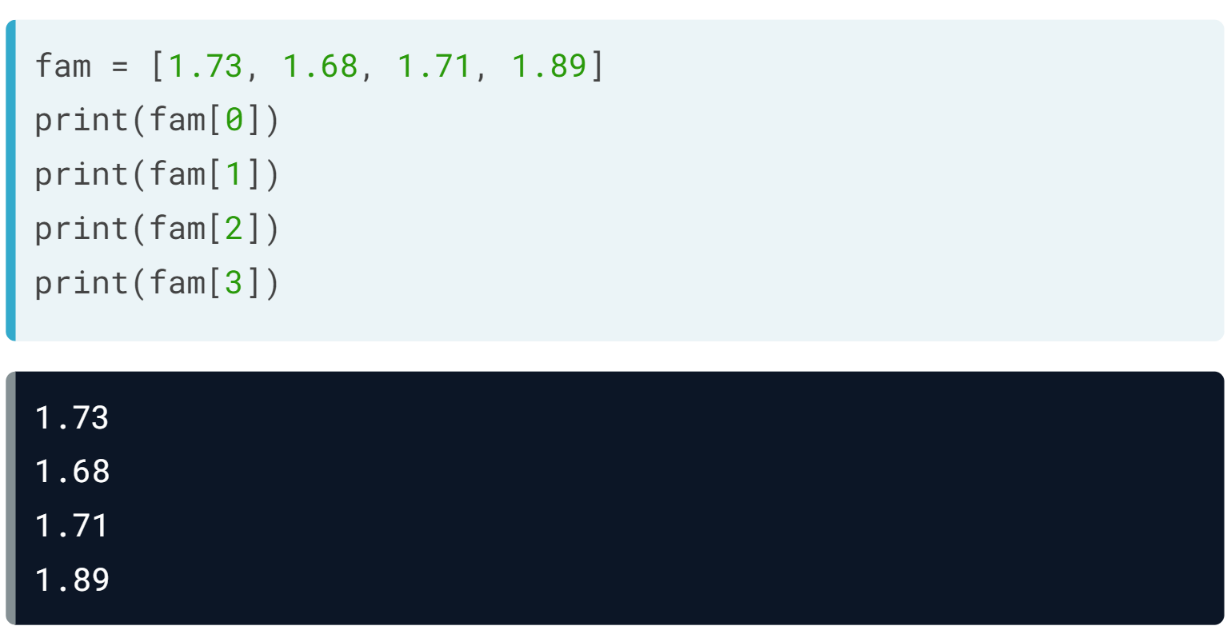 fam = [1.73, 1.68, 1.71, 1.89]
print(fam[0])
print(fam[1])
print(fam[2])
print(fam[3])
1.73
1.68
1.71
1.89